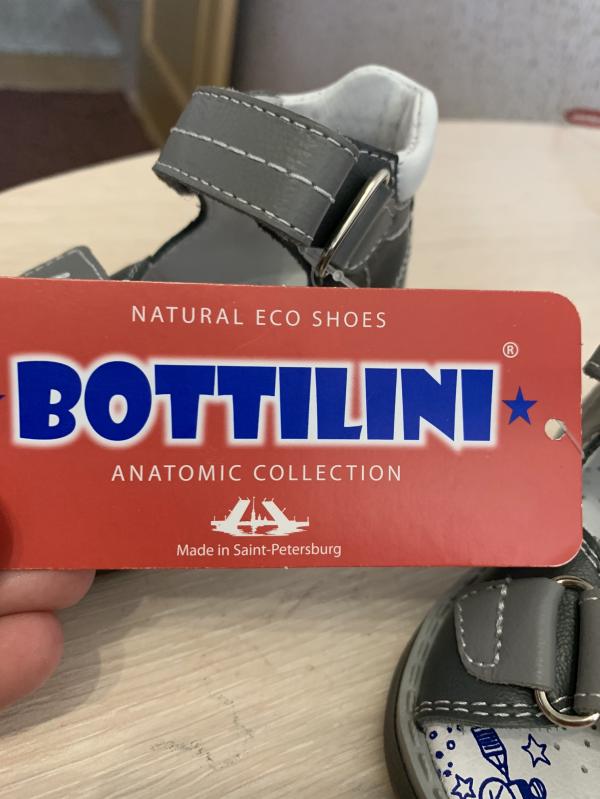 NATURAL ECO SHOES
BOTTILINI®
ANATOMIC COLLECTION
Made in Saint-Petersburg